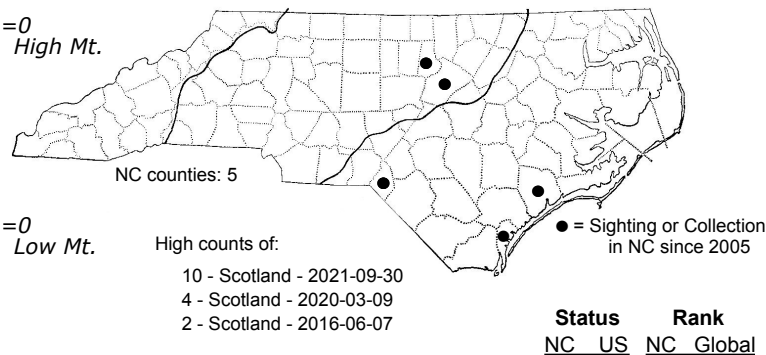 =0
High Mt.
NC counties: 5
=0
Low Mt.
High counts of:
10 - Scotland - 2021-09-30
4 - Scotland - 2020-03-09
2 - Scotland - 2016-06-07
● = Sighting or Collection
in NC since 2005
Status Rank
NC US NC Global